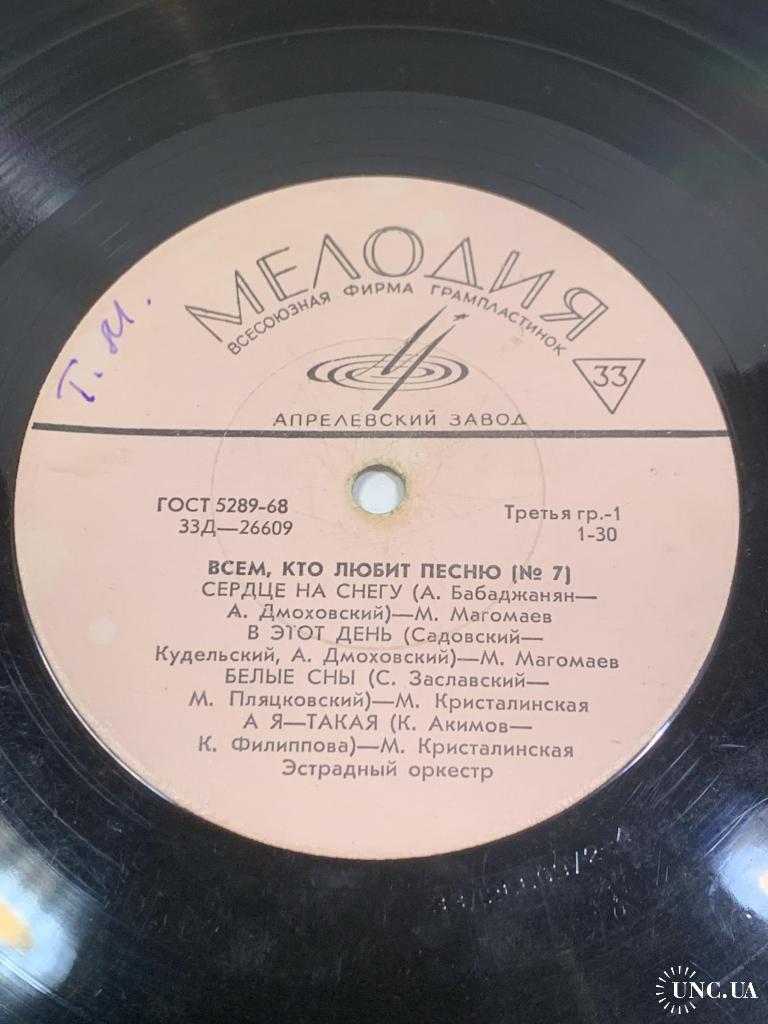 МЕЛОДИЯ
ВСЕСОЮЗНАЯ ФИРМА ГРАМПЛАСТИНОК
33
АПРЕЛЕВСКИЙ ЗАВОД
Т. М.
ГОСТ 5289-68
Третья гр.-1
33Д—26609
1-30
ВСЕМ, КТО ЛЮБИТ ПЕСНЮ (№ 7)
СЕРДЦЕ НА СНЕГУ (А. Бабаджанян—
А. Дмоховский)—М. Магомаев
В ЭТОТ ДЕНЬ (Садовский—
Кудельский, А. Дмоховский)—М. Магомаев
БЕЛЫЕ СНЫ (С. Заславский—
М. Пляцковский)—М. Кристалинская
А Я—ТАКАЯ (К. Акимов—
К. Филиппова)—М. Кристалинская
Эстрадный оркестр
UNC.UA